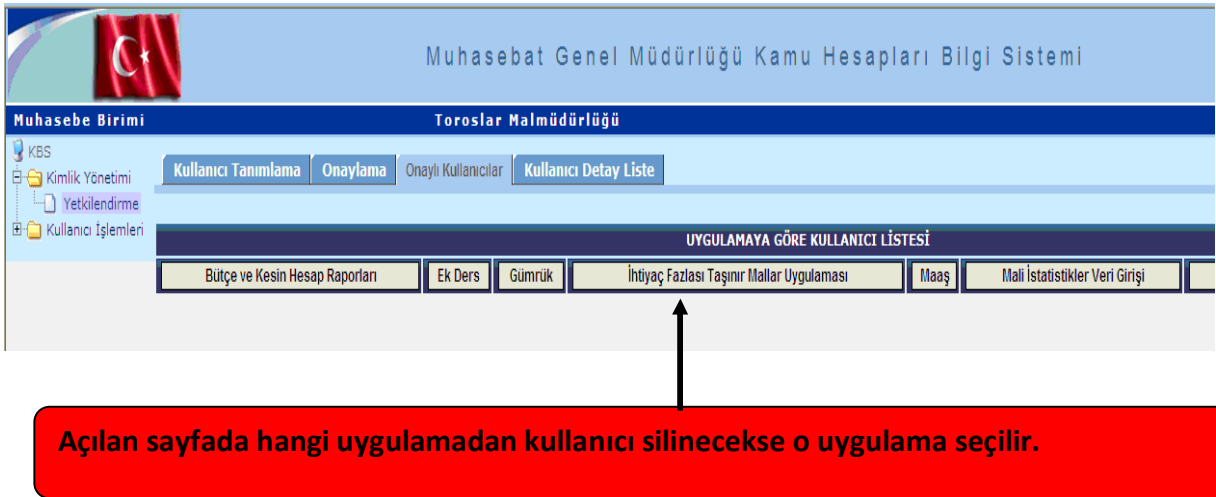 Muhasebat Genel Müdürlüğü Kamu Hesapları Bilgi Sistemi
Muhasebe Birimi Toroslar Malmüdürlüğü
KBS
Kimlik Yönetimi
Yetkilendirme
Kullanıcı İşlemleri
Kullanıcı Tanımlama Onaylama Onaylı Kullanıcılar Kullanıcı Detay Liste
UYGULAMAYA GÖRE KULLANICI LİSTESİ
Bütçe ve Kesin Hesap Raporları Ek Ders Gümrük İhtiyaç Fazlası Taşınır Mallar Uygulaması Maaş Mali İstatistikler Veri Girişi
Açılan sayfada hangi uygulamadan kullanıcı silinecekse o uygulama seçilir.